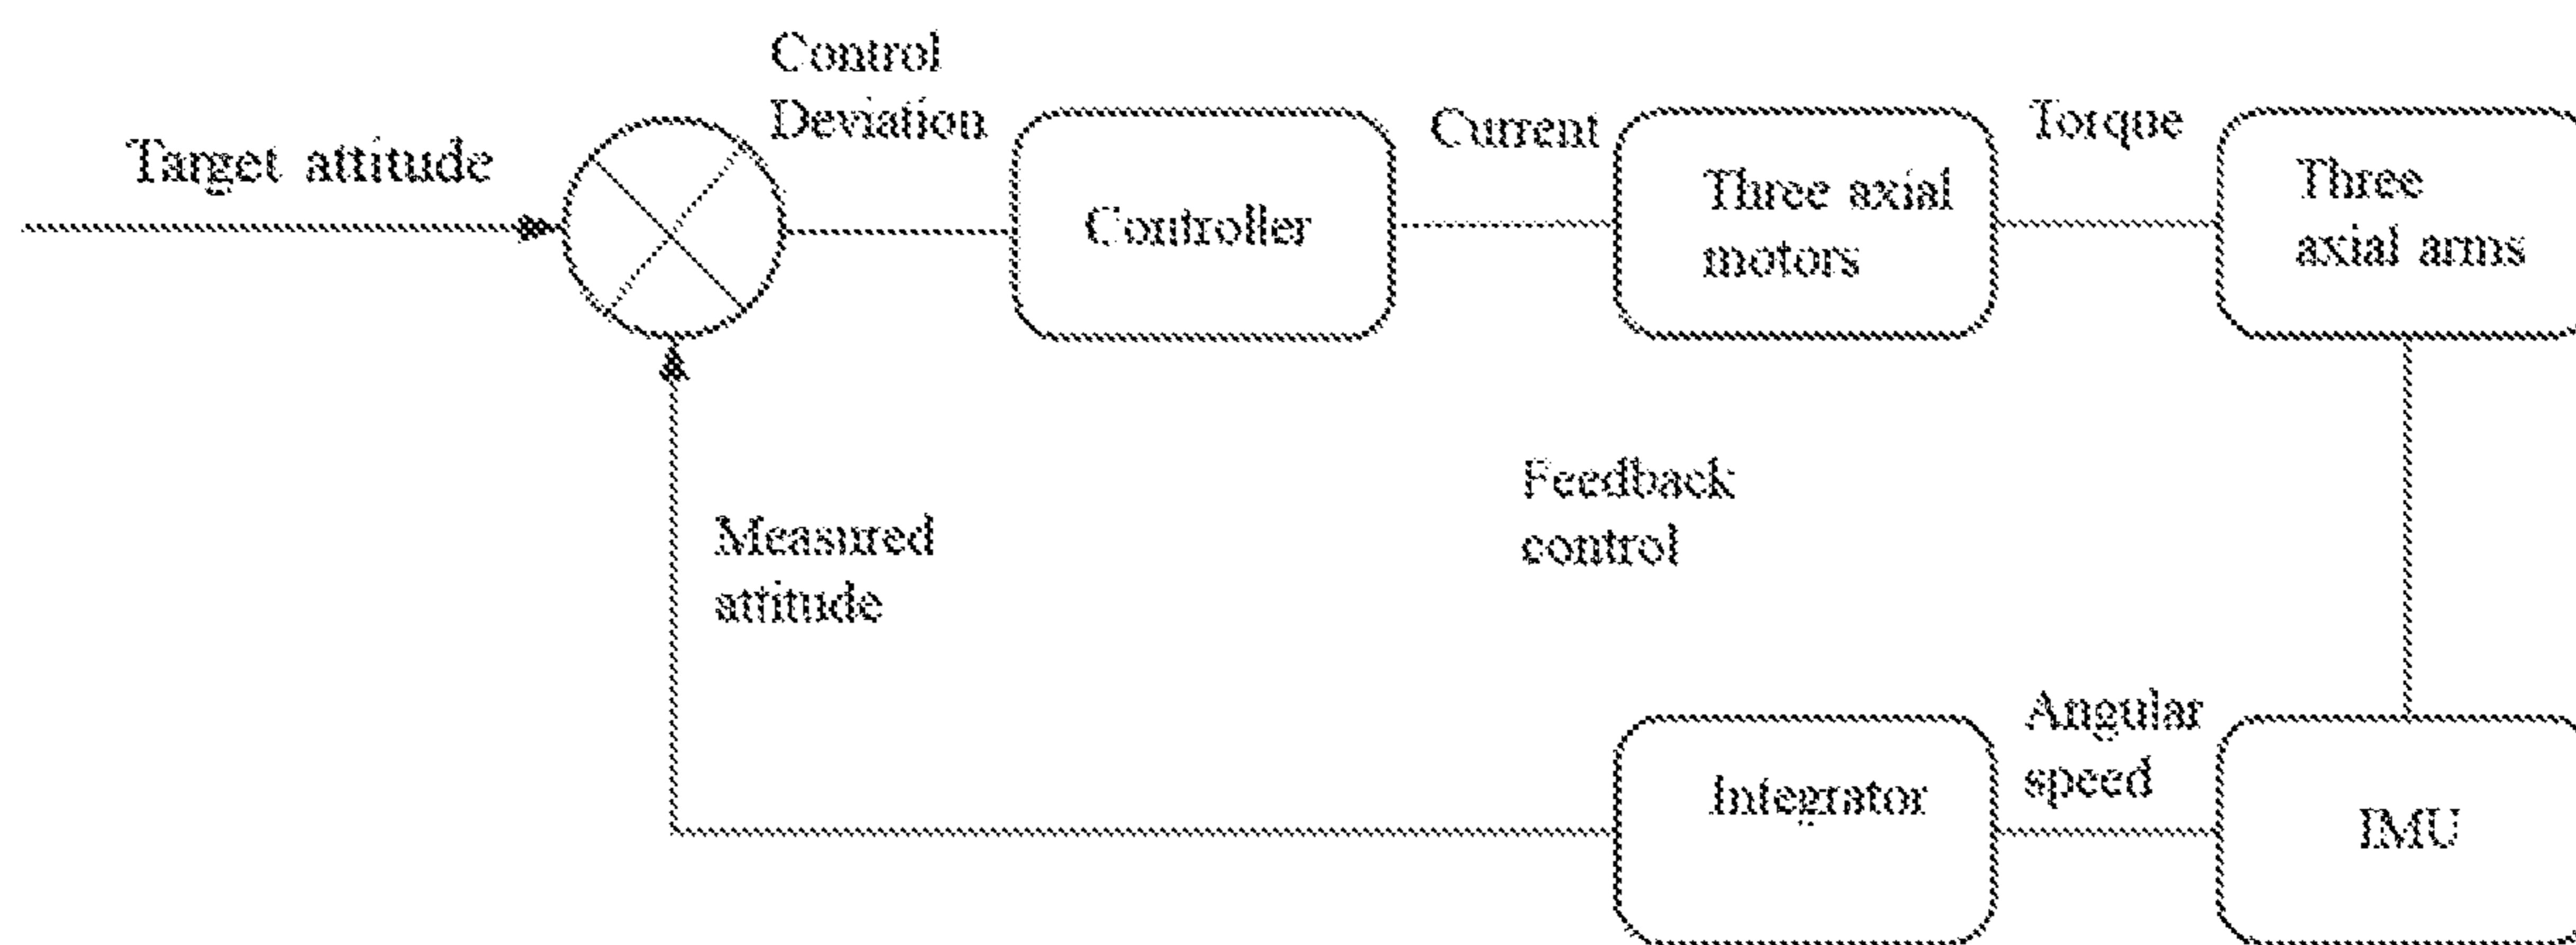 Target attitude
Control
Deviation
Controller
Current
Three axial
motors
Torque
Three
axial arms
Feedback
control
Measured
attitude
Integrator
Angular
speed
IMU